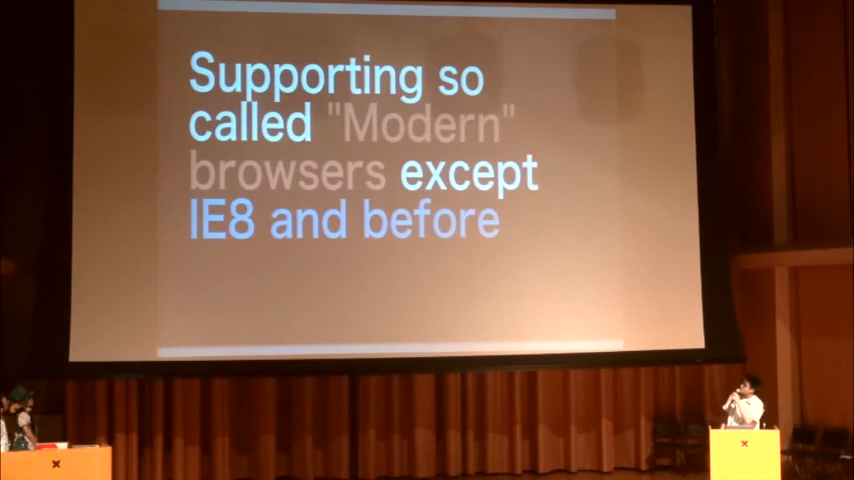 Supporting so
called "Modern"
browsers except
IE8 and before